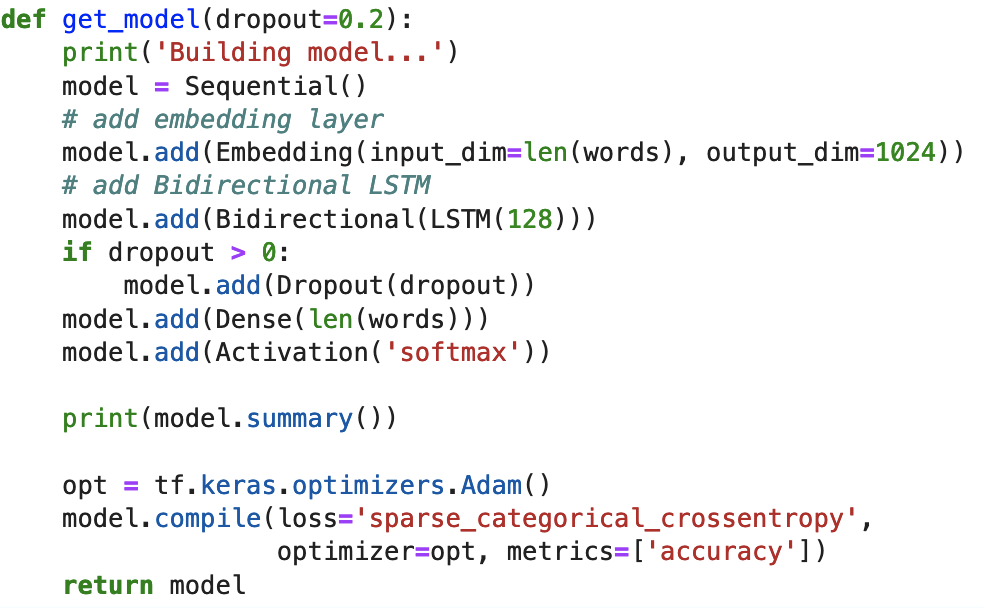 def get_model(dropout=0.2):
    print('Building model...')
    model = Sequential()
    # add embedding layer
    model.add(Embedding(input_dim=len(words), output_dim=1024))
    # add Bidirectional LSTM
    model.add(Bidirectional(LSTM(128)))
    if dropout > 0:
        model.add(Dropout(dropout))
    model.add(Dense(len(words)))
    model.add(Activation('softmax'))

    print(model.summary())

    opt = tf.keras.optimizers.Adam()
    model.compile(loss='sparse_categorical_crossentropy',
                  optimizer=opt, metrics=['accuracy'])
    return model